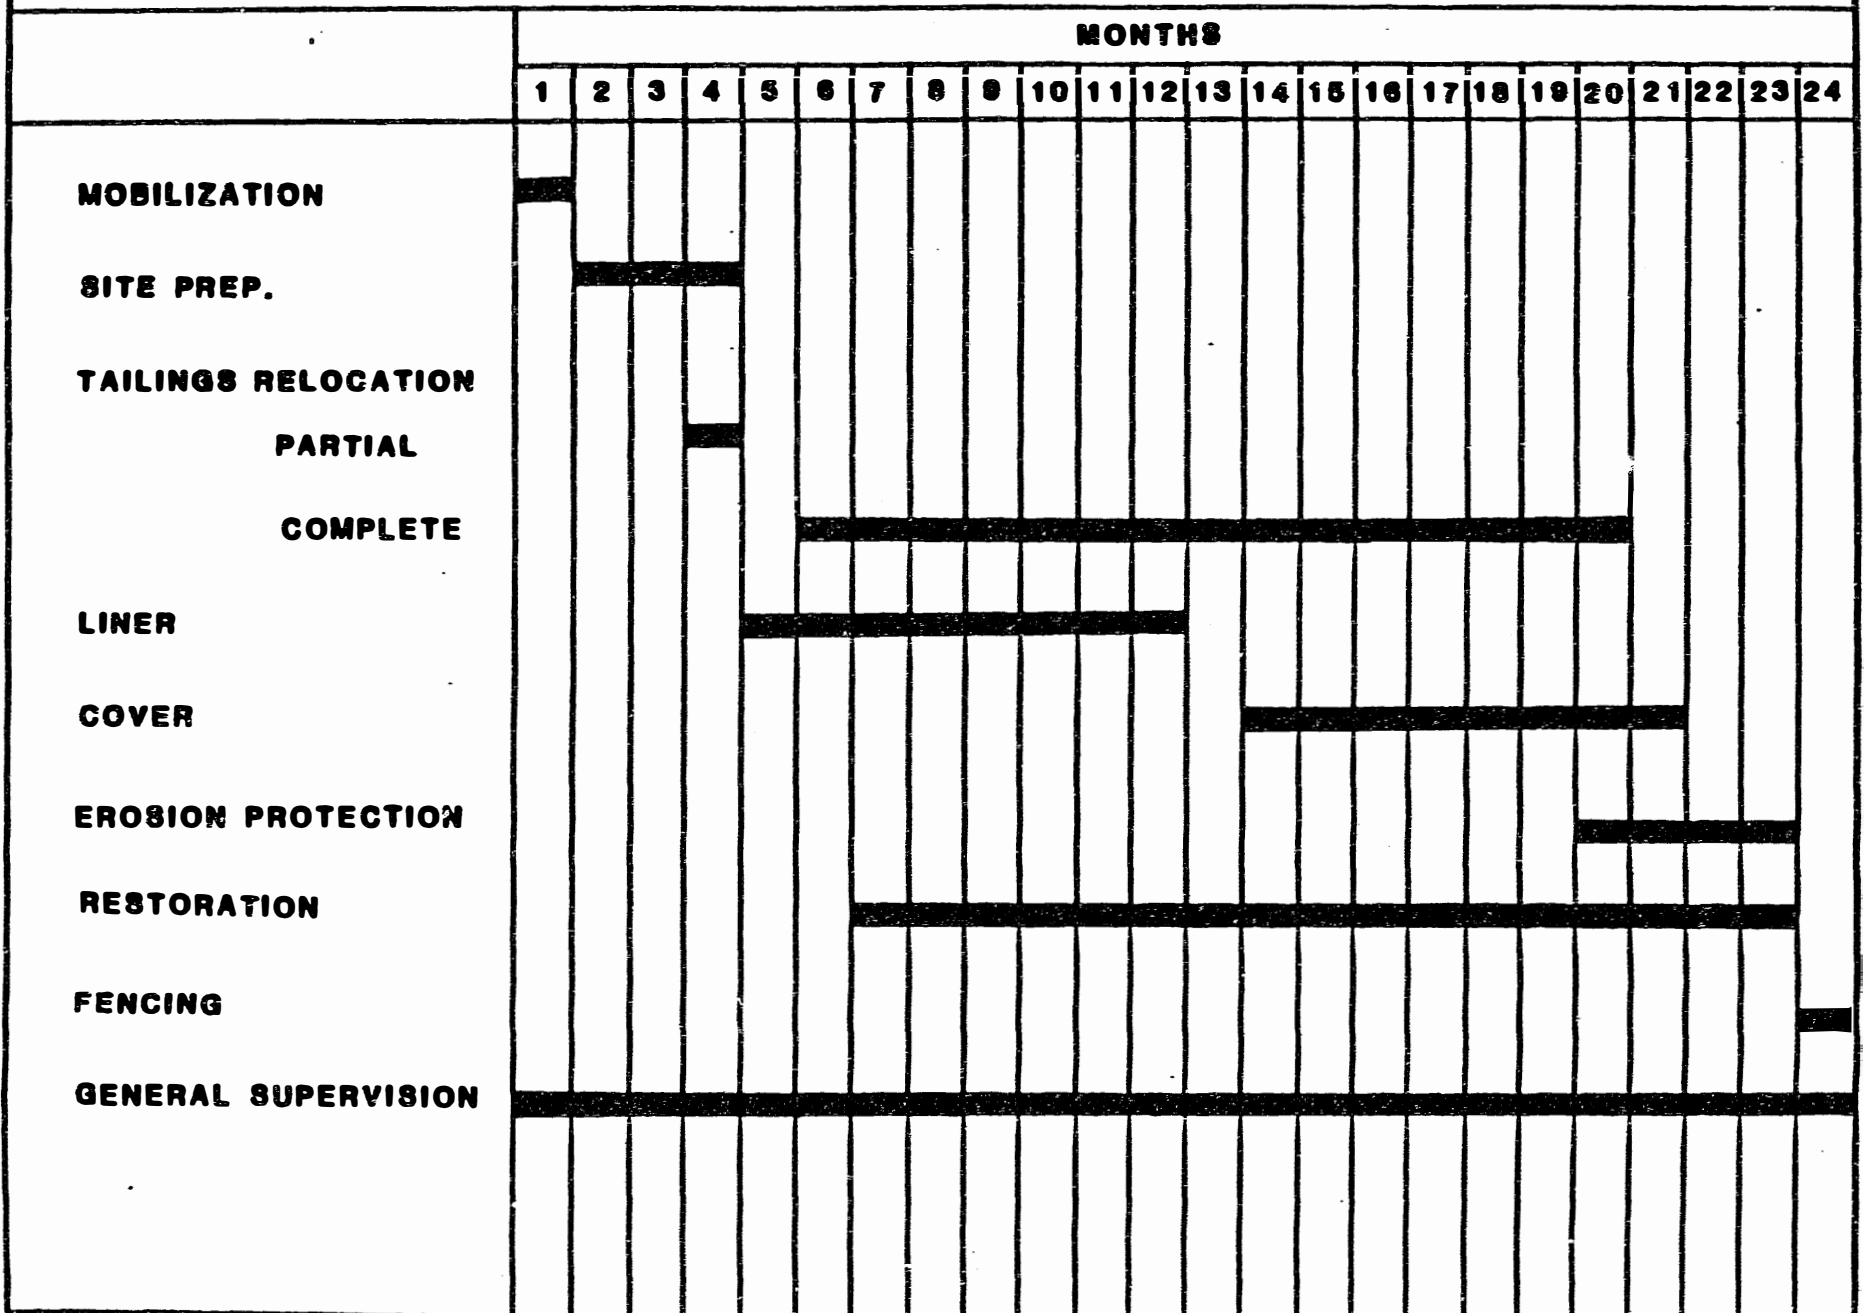 MONTHS
1 2 3 4 5 6 7 8 9 10 11 12 13 14 15 16 17 18 19 20 21 22 23 24
MOBILIZATION
SITE PREP.
TAILINGS RELOCATION
PARTIAL
COMPLETE
LINER
COVER
EROSION PROTECTION
RESTORATION
FENCING
GENERAL SUPERVISION